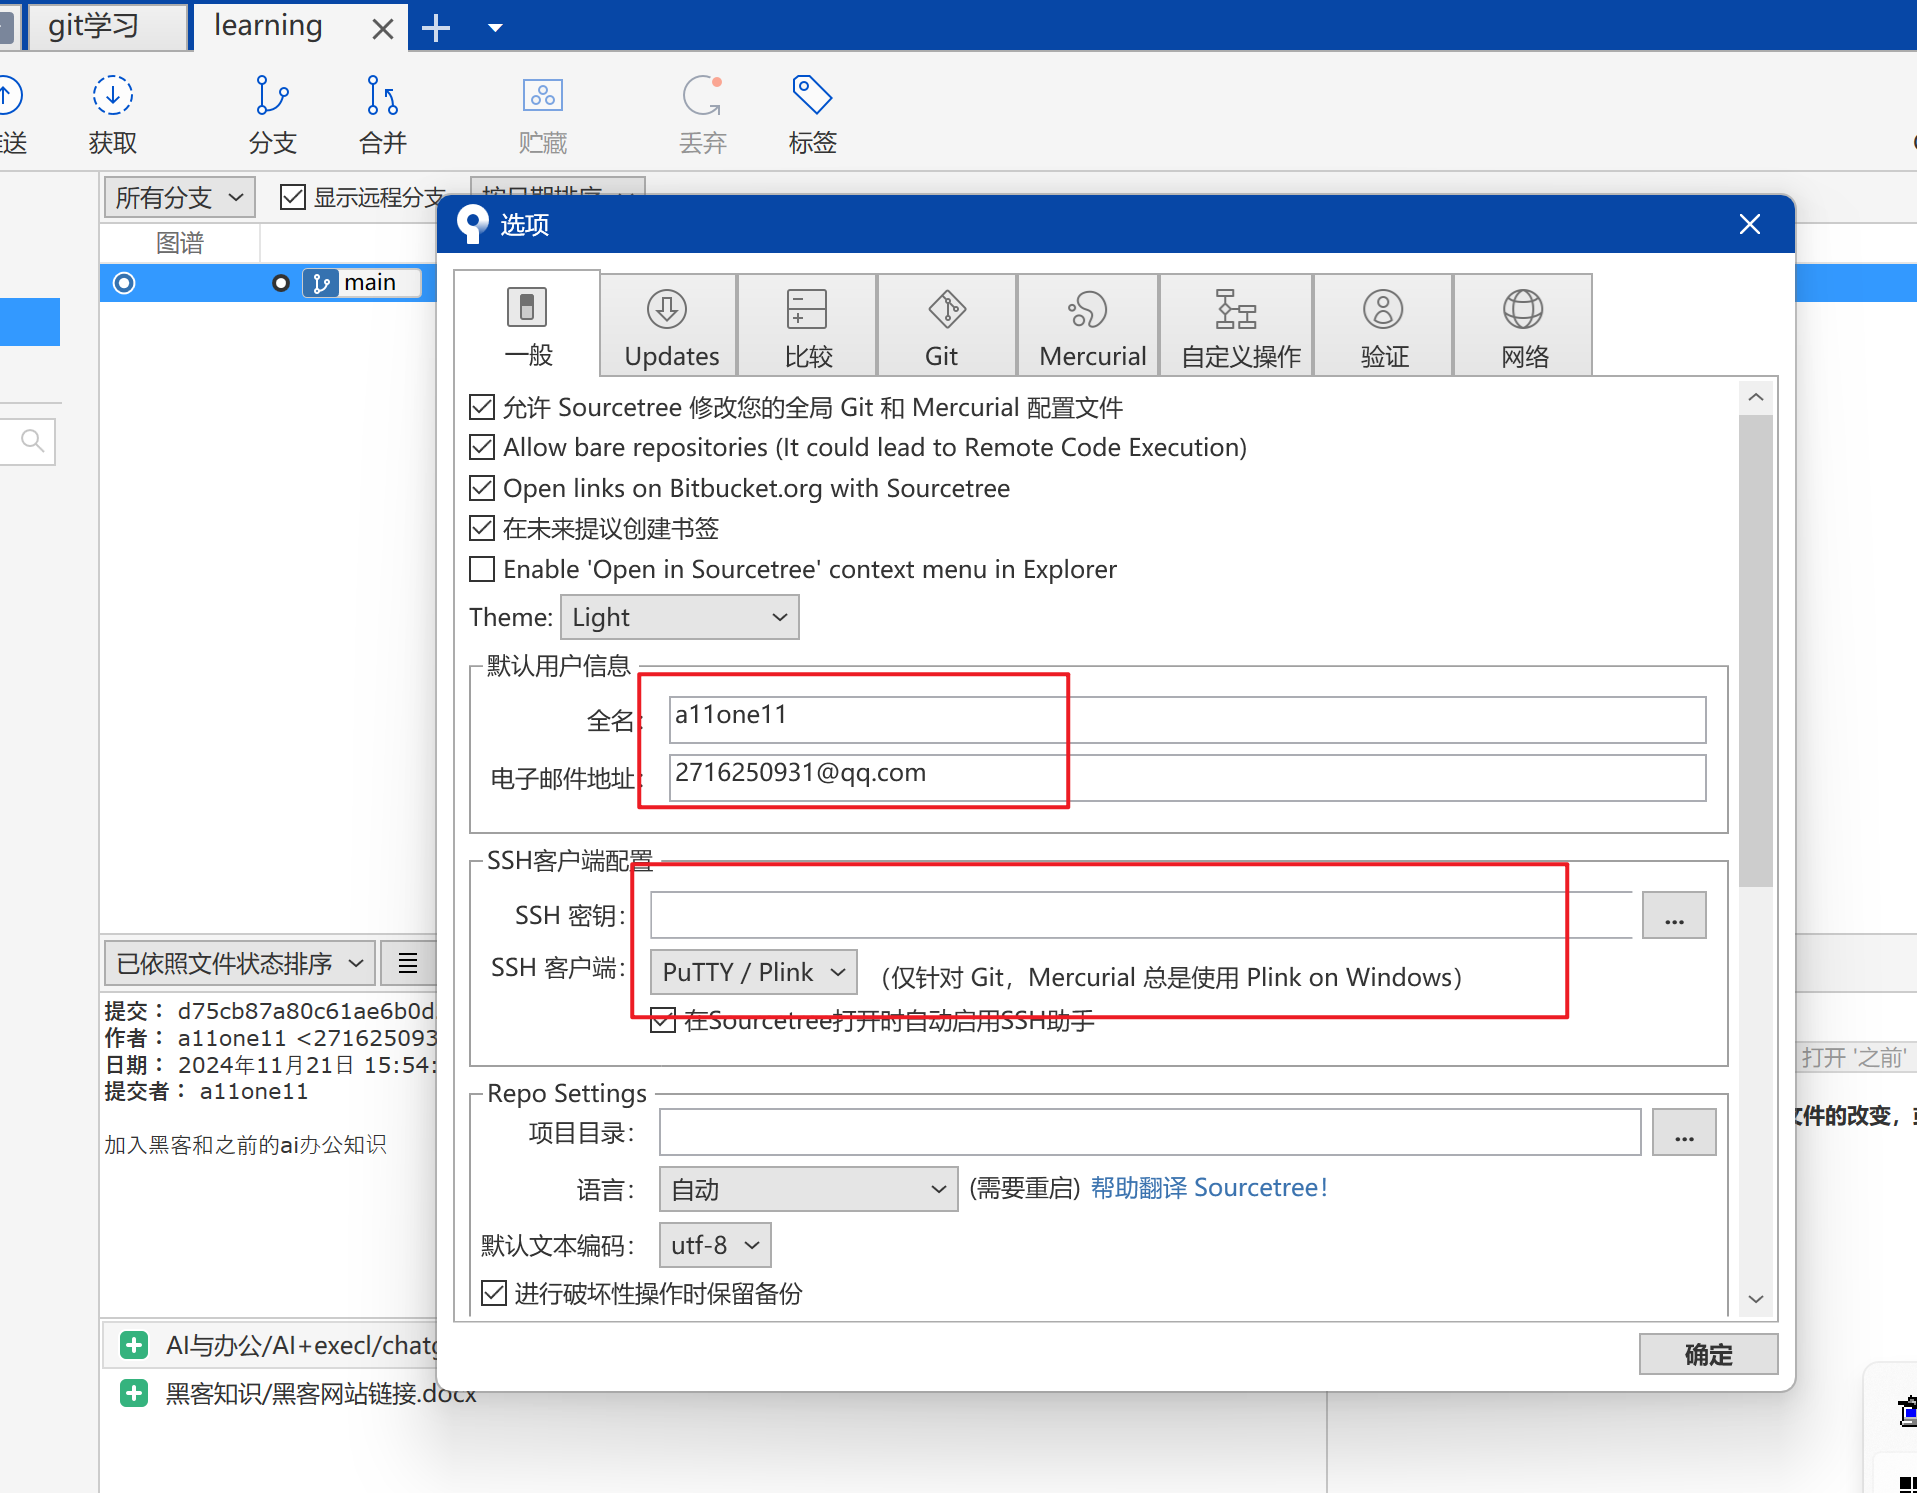 git学习
learning
送
获取
分支
合并
贮藏
丢弃
标签
所有分支
显示远程分支
按日期排序
图谱
main
选项
一般
Updates
比较
Git
Mercurial
自定义操作
验证
网络
允许 Sourcetree 修改您的全局 Git 和 Mercurial 配置文件
Allow bare repositories (It could lead to Remote Code Execution)
Open links on Bitbucket.org with Sourcetree
在未来提议创建书签
Enable 'Open in Sourcetree' context menu in Explorer
Theme: Light
默认用户信息
全名: a11one11
电子邮件地址: 2716250931@qq.com
SSH客户端配置
SSH 密钥: ...
SSH 客户端: PuTTY / Plink (仅针对 Git, Mercurial 总是使用 Plink on Windows)
在Sourcetree打开时自动启用SSH助手
Repo Settings
项目目录: ...
语言: 自动 (需要重启) 帮助翻译 Sourcetree!
默认文本编码: utf-8
进行破坏性操作时保留备份
确定
已依照文件状态排序
提交: d75cb87a80c61ae6b0d
作者: a11one11 <271625093
日期: 2024年11月21日 15:54:
提交者: a11one11
加入黑客和之前的ai办公知识
打开 '之前'
文件的改变,
AI与办公/AI+execl/chatg
黑客知识/黑客网站链接.docx